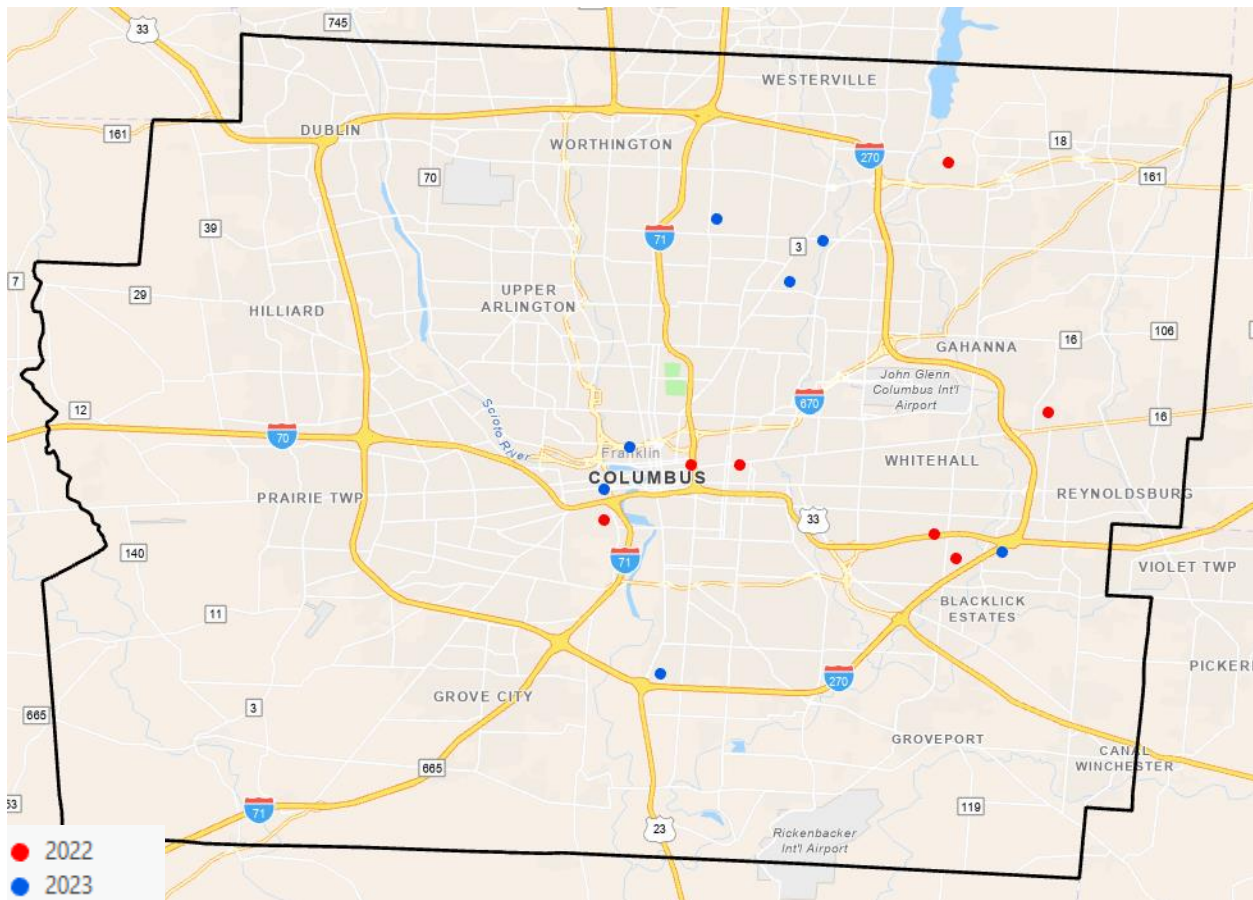 33
745
WESTERVILLE
161
DUBLIN
WORTHINGTON
270
18
161
70
39
71
3
7
29
UPPER
ARLINGTON
HILLIARD
106
16
GAHANNA
John Glenn
Columbus Int'l
Airport
670
12
16
Scioto River
70
Franklin
COLUMBUS
WHITEHALL
PRAIRIE TWP
REYNOLDSBURG
33
140
71
VIOLET TWP
BLACKLICK
ESTATES
11
PICKERI
270
GROVE CITY
3
665
GROVEPORT
CANAL
WINCHESTER
665
53
71
119
23
Rickenbacker
Int'l Airport
2022
2023